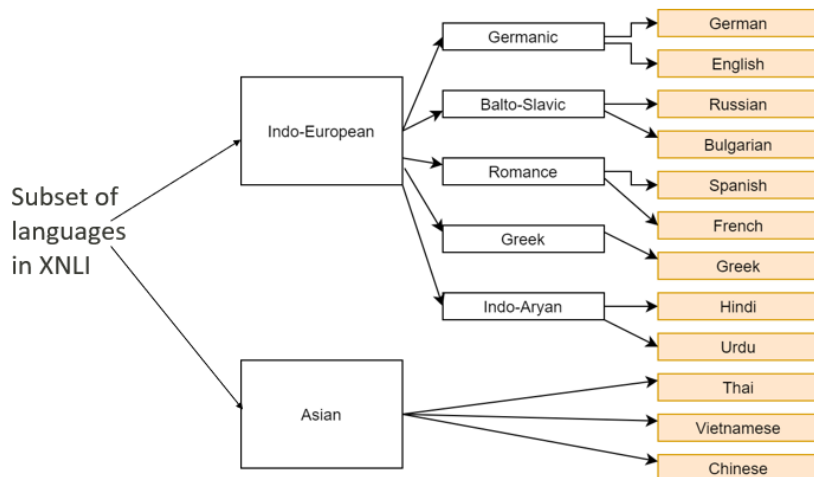 Subset of
languages
in XNLI
Indo-European
Asian
Germanic
Balto-Slavic
Romance
Greek
Indo-Aryan
German
English
Russian
Bulgarian
Spanish
French
Greek
Hindi
Urdu
Thai
Vietnamese
Chinese